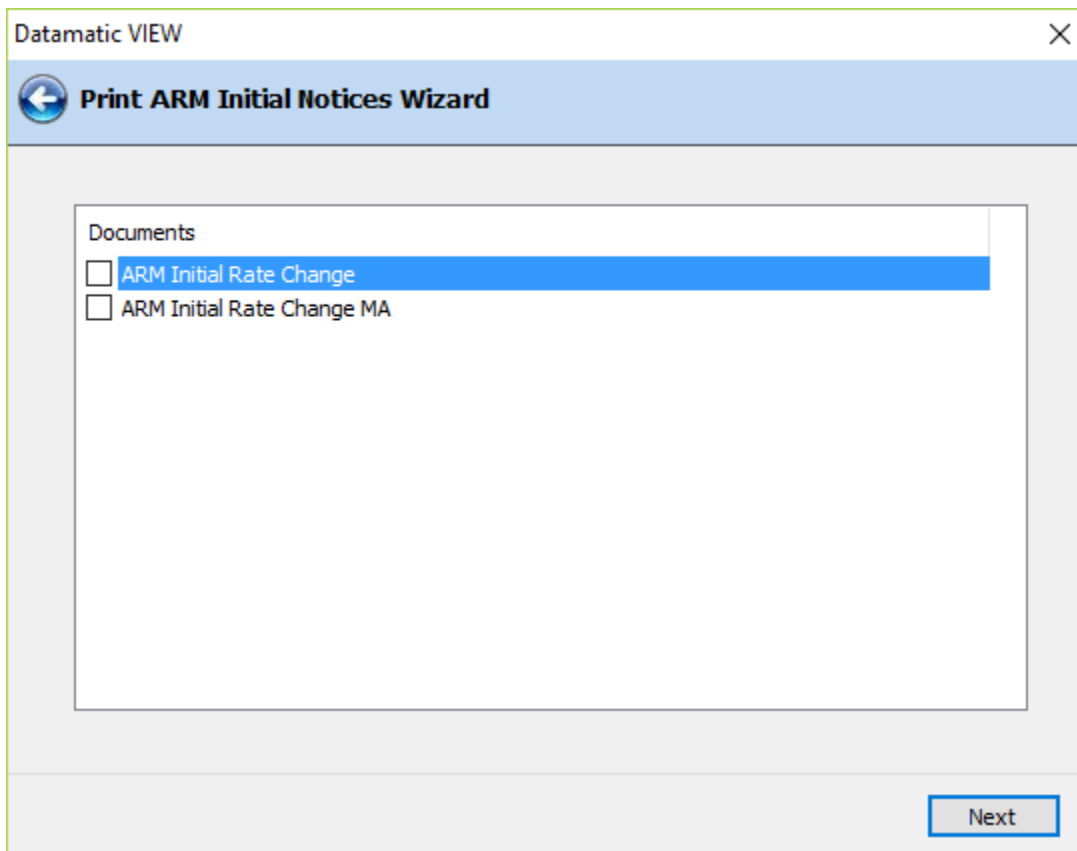 Datamatic VIEW
Print ARM Initial Notices Wizard
Documents
ARM Initial Rate Change
ARM Initial Rate Change MA
Next